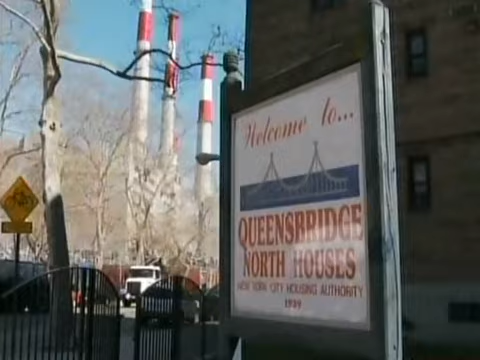 Welcome to...
QUEENSBRIDGE
NORTH HOUSES
NEW YORK CITY HOUSING AUTHORITY
1939